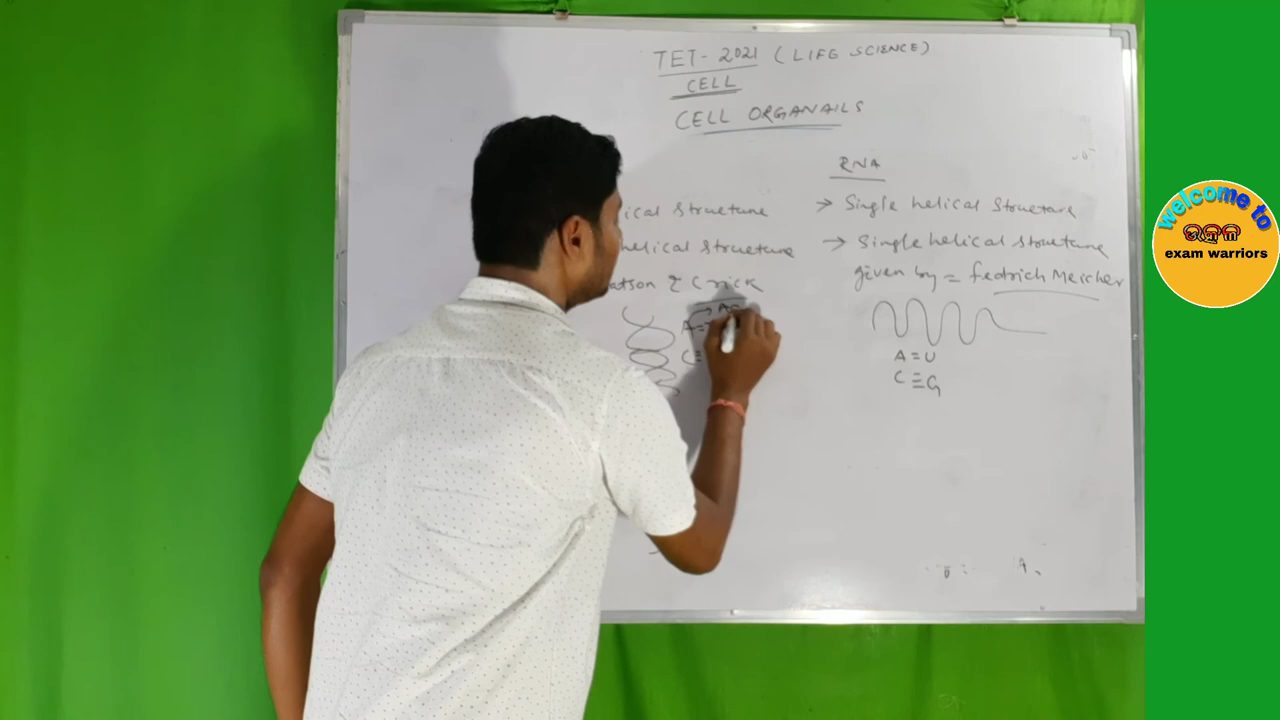 TET-2021 (LIFE SCIENCE)
CELL
CELL ORGANAILS
ical structure
helical structure
atson & Crick
A=
C≡
RNA
→ Single helical structure
→ Single helical structure
given by = fedrich Meischer
A=U
C≡G
welcome to
exam warriors